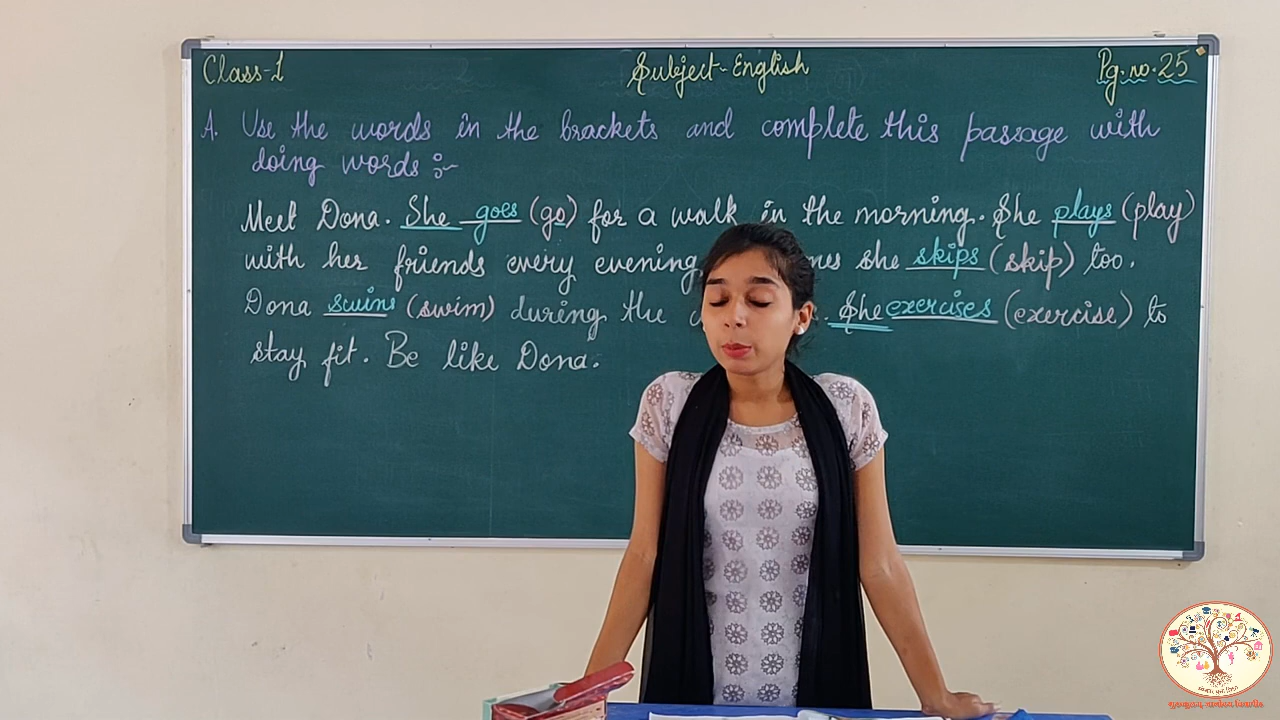 Class-1 Subject-English Pg.no.25
A. Use the words in the brackets and complete this passage with
doing words :-
Meet Dona. She goes (go) for a walk in the morning. She plays (play)
with her friends every evening she skips (skip) too.
Dona swims (swim) during the She exercises (exercise) to
stay fit. Be like Dona.